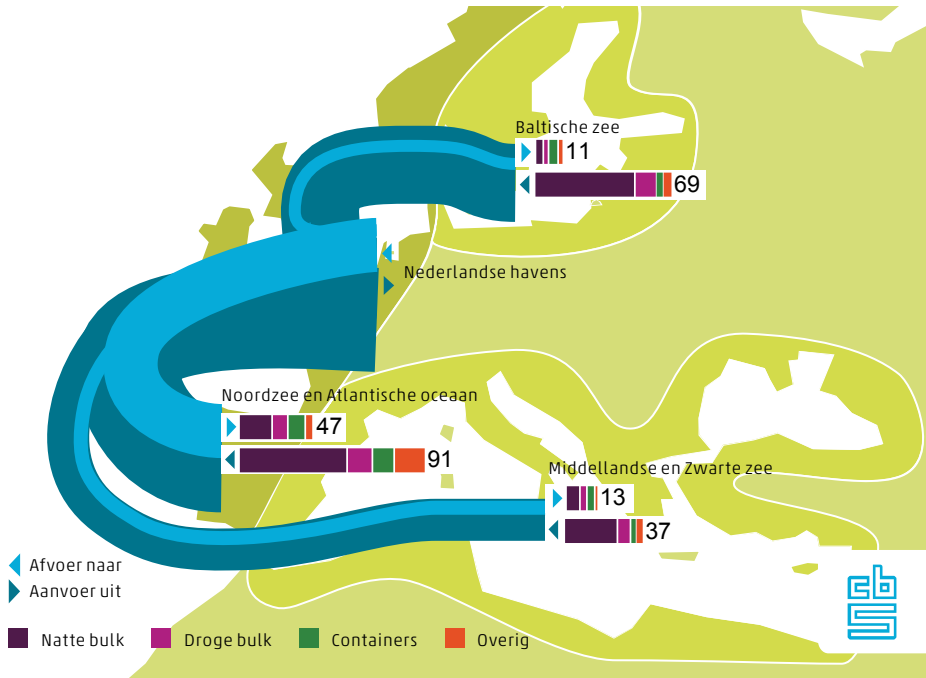 Baltische zee
11
69
Nederlandse havens
Noordzee en Atlantische oceaan
47
91
Middellandse en Zwarte zee
13
37
Afvoer naar
Aanvoer uit
Natte bulk Droge bulk Containers Overig
cbs